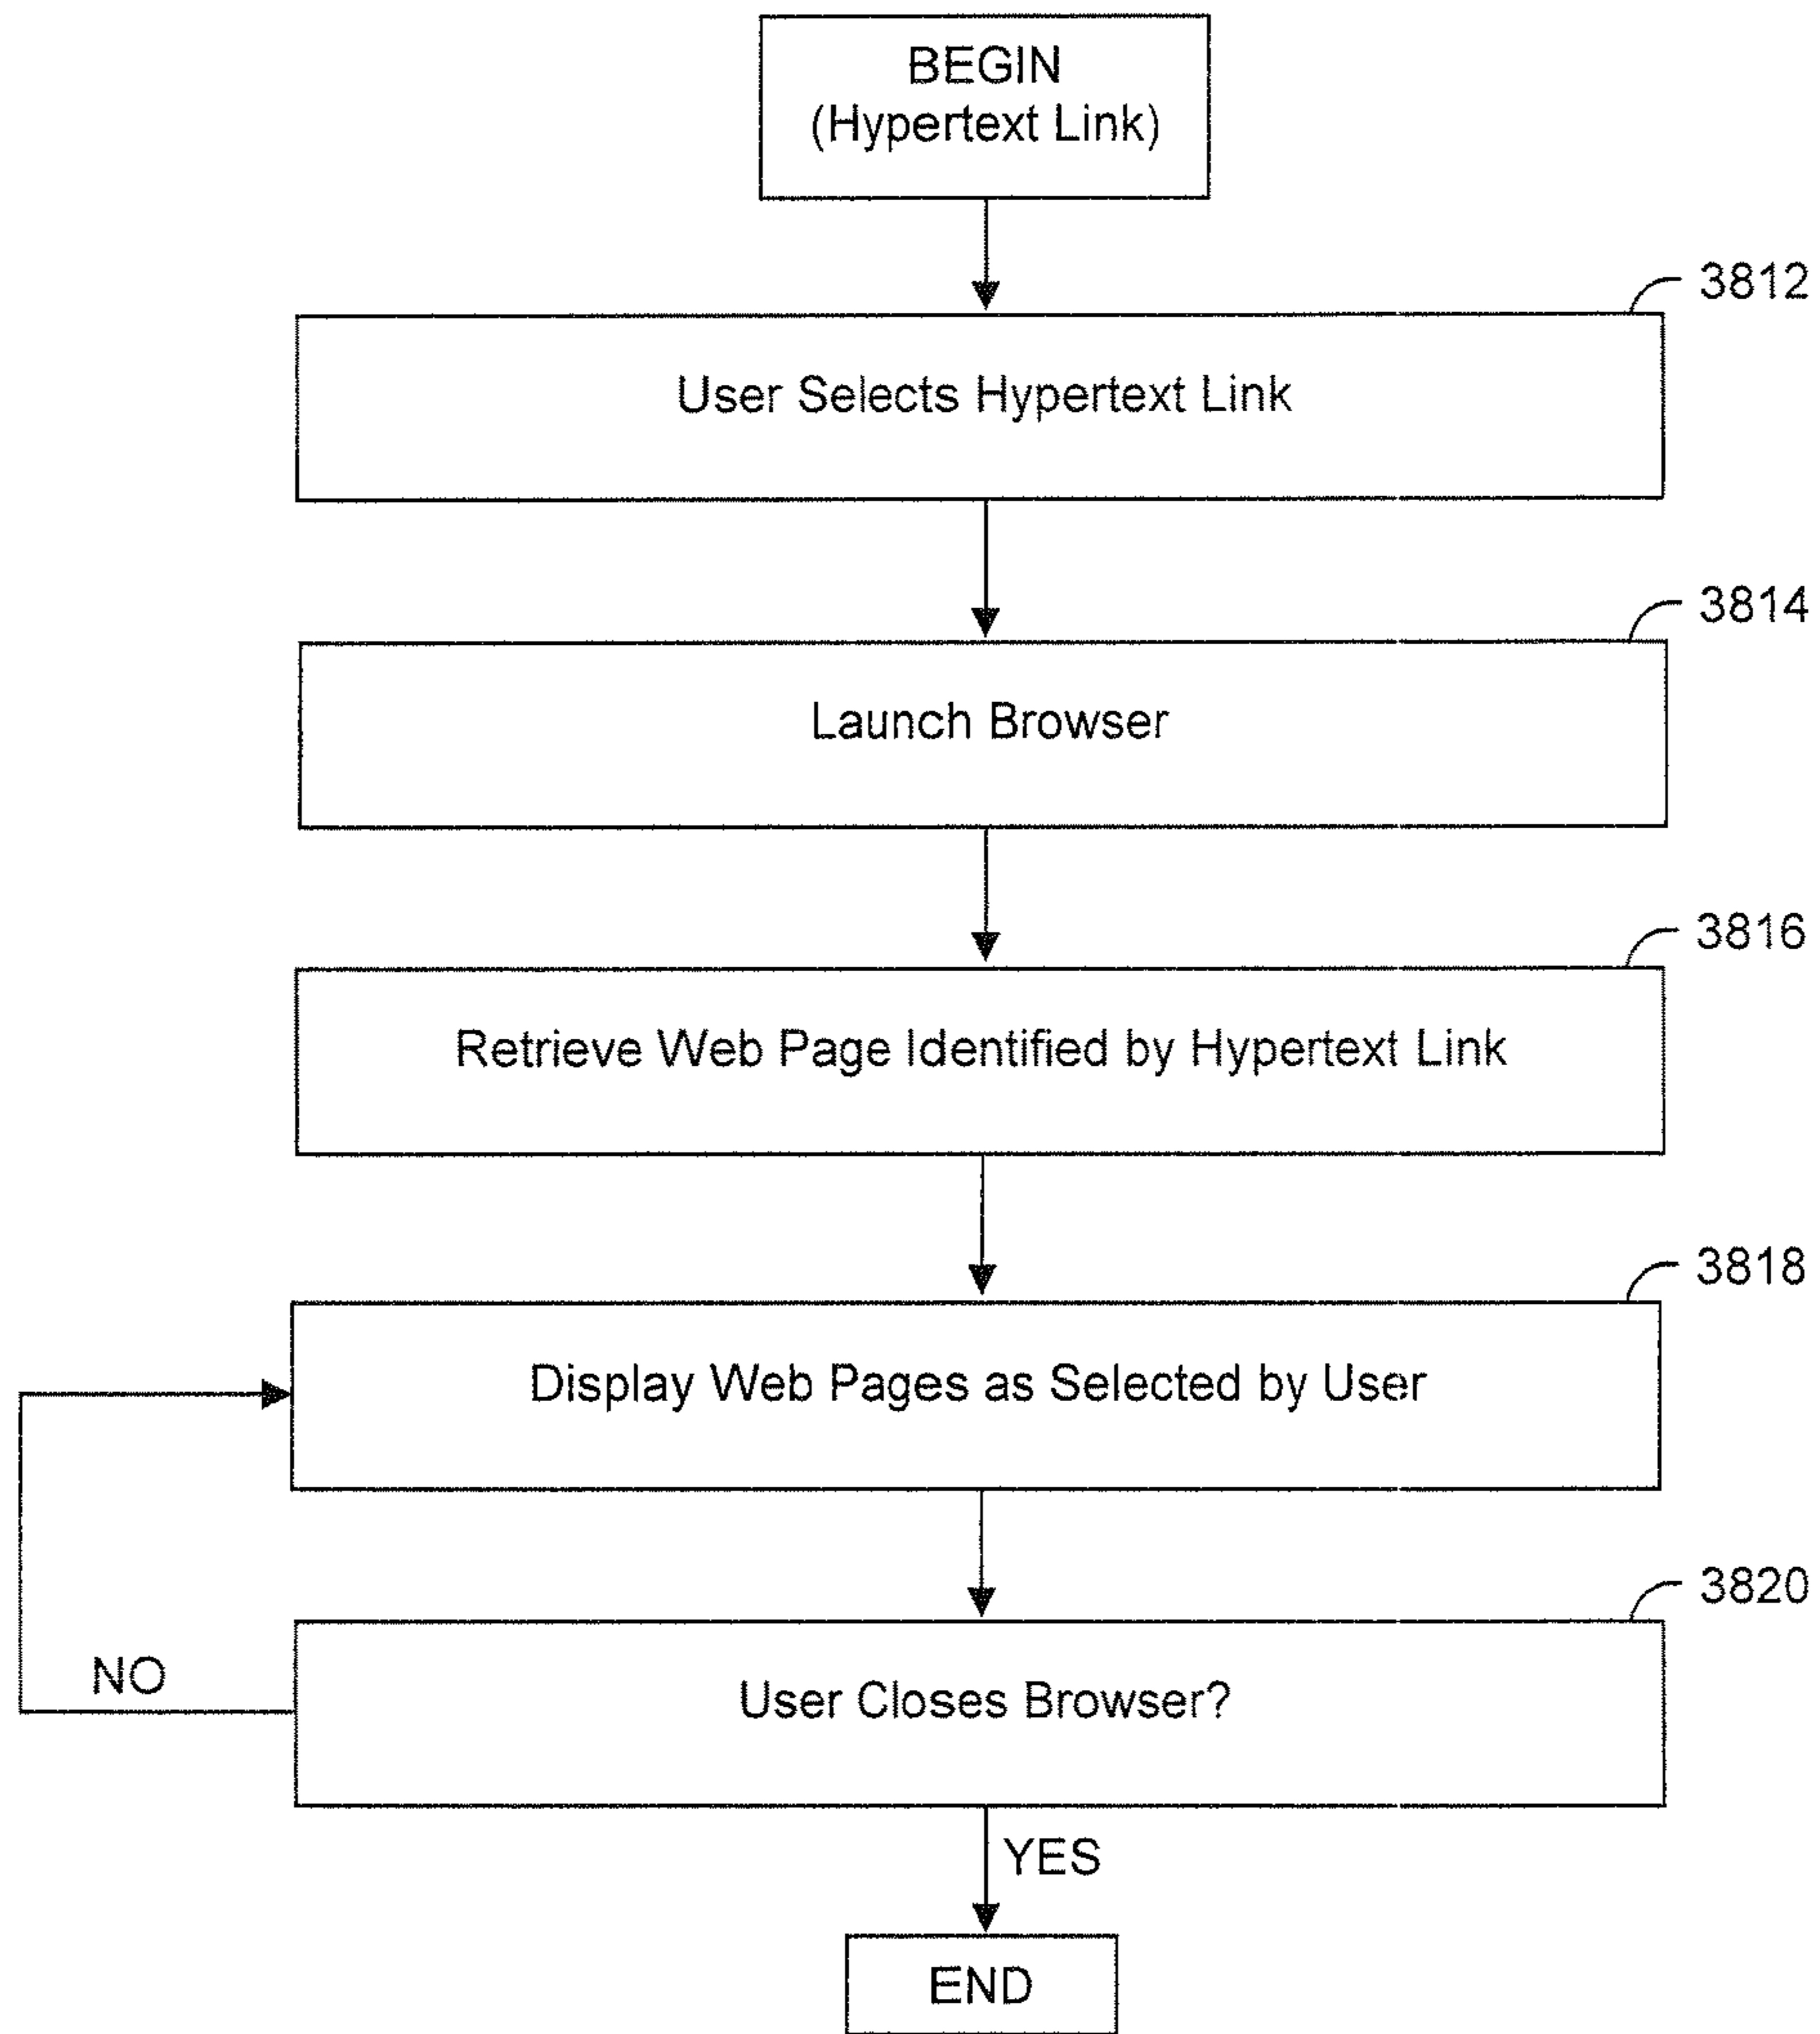 BEGIN
(Hypertext Link)
3812
User Selects Hypertext Link
3814
Launch Browser
3816
Retrieve Web Page Identified by Hypertext Link
3818
Display Web Pages as Selected by User
3820
NO
User Closes Browser?
YES
END